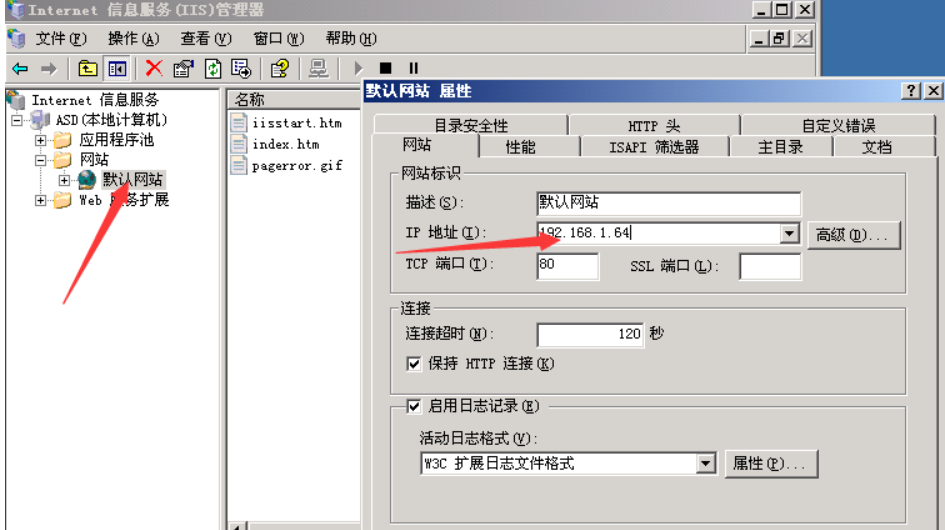 Internet 信息服务(IIS)管理器
文件(F) 操作(A) 查看(V) 窗口(W) 帮助(H)
Internet 信息服务
ASD(本地计算机)
应用程序池
网站
默认网站
Web 服务扩展
名称
iisstart.htm
index.htm
pagerror.gif
默认网站 属性
目录安全性 HTTP 头 自定义错误
网站 性能 ISAPI 筛选器 主目录 文档
网站标识
描述(S): 默认网站
IP 地址(I): 192.168.1.64 高级(D)...
TCP 端口(T): 80 SSL 端口(L):
连接
连接超时(N): 120 秒
保持 HTTP 连接(K)
启用日志记录(E)
活动日志格式(V):
W3C 扩展日志文件格式 属性(P)...